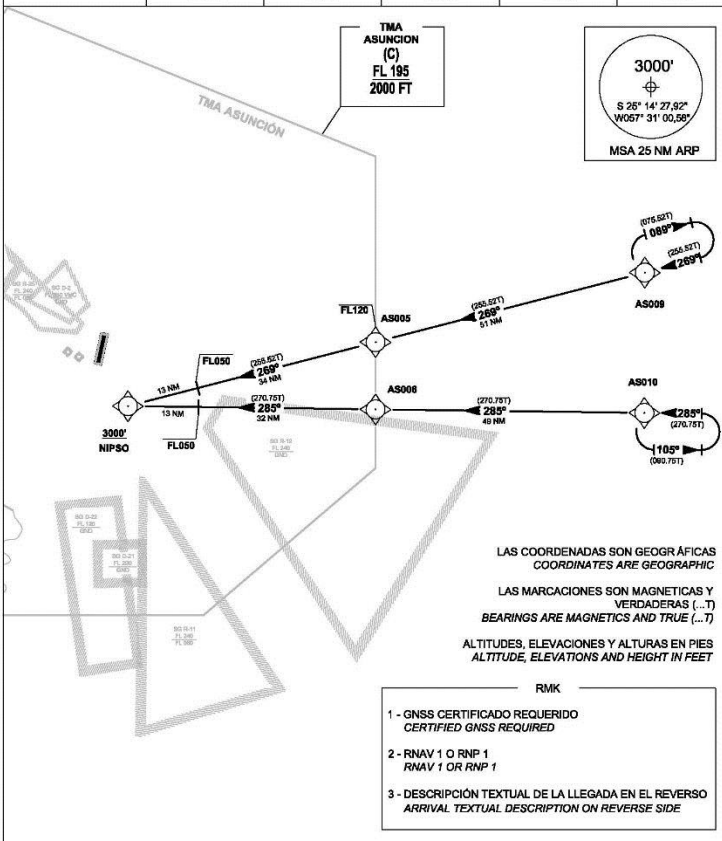 TMA
ASUNCION
(C)
FL 195
2000 FT
3000'
S 25° 14' 27,92"
W057° 31' 00,58"
MSA 25 NM ARP
TMA ASUNCIÓN
(075.52T)
089°
(255.52T)
269°
AS009
FL120
AS005
(255.52T)
269°
51 NM
FL050
(255.52T)
269°
34 NM
13 NM
AS006
AS010
(270.75T)
285°
32 NM
13 NM
(270.75T)
285°
49 NM
285°
(270.75T)
105°
(090.75T)
3000'
NIPSO
FL050
GND
GND
GND
LAS COORDENADAS SON GEOGRÁFICAS
COORDINATES ARE GEOGRAPHIC
LAS MARCACIONES SON MAGNETICAS Y
VERDADERAS (...T)
BEARINGS ARE MAGNETICS AND TRUE (...T)
ALTITUDES, ELEVACIONES Y ALTURAS EN PIES
ALTITUDE, ELEVATIONS AND HEIGHT IN FEET
RMK
1 - GNSS CERTIFICADO REQUERIDO
CERTIFIED GNSS REQUIRED
2 - RNAV 1 O RNP 1
RNAV 1 OR RNP 1
3 - DESCRIPCIÓN TEXTUAL DE LA LLEGADA EN EL REVERSO
ARRIVAL TEXTUAL DESCRIPTION ON REVERSE SIDE